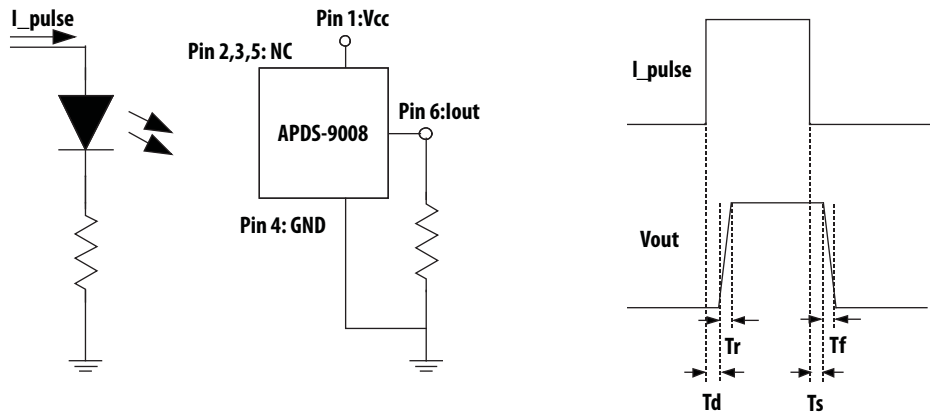 I_pulse
Pin 1:Vcc
Pin 2,3,5: NC
Pin 6:Iout
APDS-9008
Pin 4: GND
I_pulse
Vout
Tr
Tf
Td
Ts